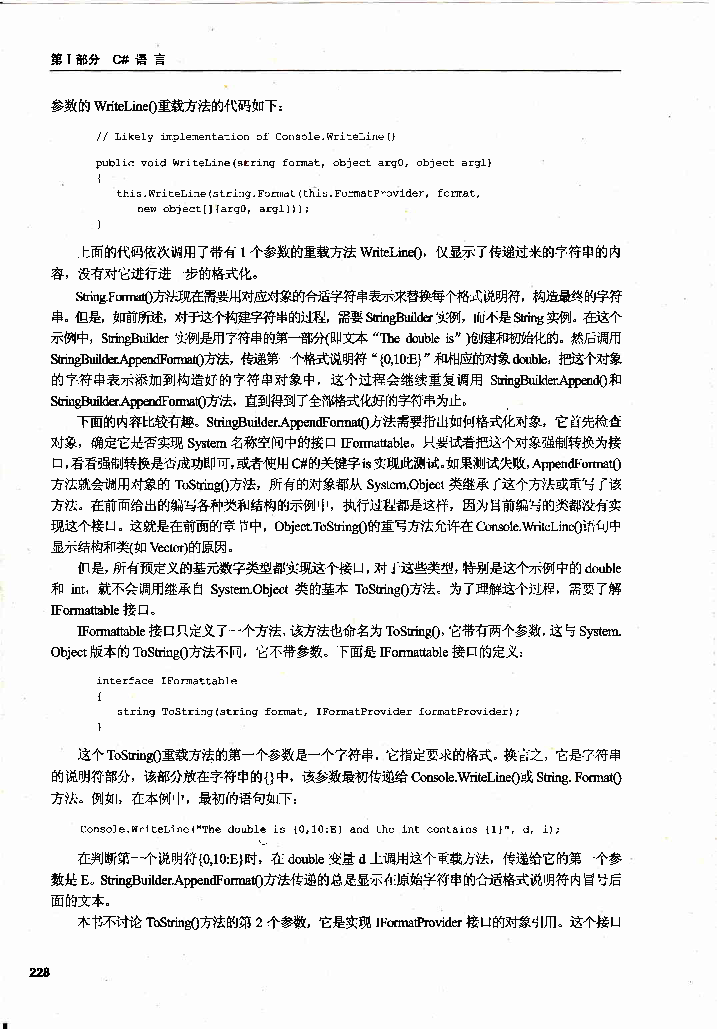 第 I 部分 C# 语 言
参数的 WriteLine()重载方法的代码如下：
// Likely implementation of Console.WriteLine()
public void WriteLine(string format, object arg0, object arg1)
{
this.WriteLine(string.Format(this.FormatProvider, format,
new object[]{arg0, arg1}));
}
上面的代码依次调用了带有 1 个参数的重载方法 WriteLine()，仅显示了传递过来的字符串的内
容，没有对它进行进一步的格式化。
String.Format()方法现在需要用对应对象的合适字符串表示来替换每个格式说明符，构造最终的字符
串。但是，如前所述，对于这个构建字符串的过程，需要 StringBuilder 实例，而不是 String 实例。在这个
示例中，StringBuilder 实例是用字符串的第一部分(即文本“The double is” )创建和初始化的。然后调用
StringBuilder.AppendFormat()方法，传递第一个格式说明符“{0,10:E}”和相应的对象 double，把这个对象
的字符串表示添加到构造好的字符串对象中，这个过程会继续重复调用 StringBuilder.Append()和
StringBuilder.AppendFormat()方法，直到得到了全部格式化好的字符串为止。
下面的内容比较有趣。StringBuilder.AppendFormat()方法需要指出如何格式化对象，它首先检查
对象，确定它是否实现 System 名称空间中的接口 IFormattable。只要试着把这个对象强制转换为接
口，看看强制转换是否成功即可，或者使用 C#的关键字 is 实现此测试。如果测试失败，AppendFormat()
方法就会调用对象的 ToString()方法，所有的对象都从 System.Object 类继承了这个方法或重写了该
方法。在前面给出的编写各种类和结构的示例中，执行过程都是这样，因为目前编写的类都没有实
现这个接口。这就是在前面的章节中，Object.ToString()的重写方法允许在 Console.WriteLine()语句中
显示结构和类(如 Vector)的原因。
但是，所有预定义的基元数字类型都实现这个接口，对于这些类型，特别是这个示例中的 double
和 int，就不会调用继承自 System.Object 类的基本 ToString()方法。为了理解这个过程，需要了解
IFormattable 接口。
IFormattable 接口只定义了一个方法，该方法也命名为 ToString()，它带有两个参数，这与 System.
Object 版本的 ToString()方法不同，它不带参数。下面是 IFormattable 接口的定义：
interface IFormattable
{
string ToString(string format, IFormatProvider formatProvider);
}
这个 ToString()重载方法的第一个参数是一个字符串，它指定要求的格式。换言之，它是字符串
的说明符部分，该部分放在字符串的{}中，该参数最初传递给 Console.WriteLine()或 String. Format()
方法。例如，在本例中，最初的语句如下：
Console.WriteLine("The double is {0,10:E} and the int contains {1}", d, i);
在判断第一个说明符{0,10:E}时，在 double 变量 d 上调用这个重载方法，传递给它的第一个参
数是 E。StringBuilder.AppendFormat()方法传递的总是显示在原始字符串的合适格式说明符内冒号后
面的文本。
本书不讨论 ToString()方法的第 2 个参数，它是实现 IFormatProvider 接口的对象引用。这个接口
228